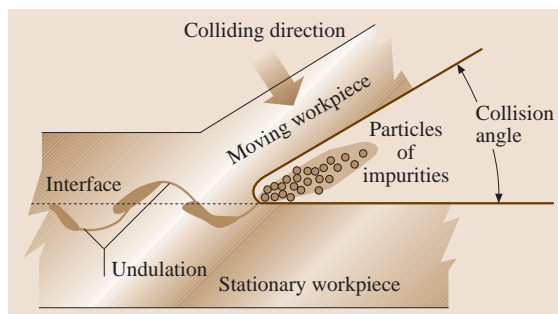 Colliding direction
Moving workpiece
Collision
angle
Particles
of
impurities
Interface
Undulation
Stationary workpiece